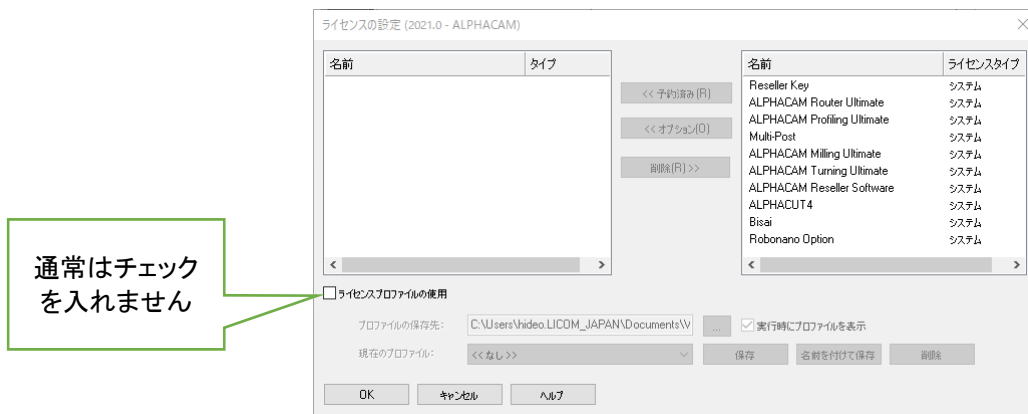 ライセンスの設定 (2021.0 - ALPHACAM)
名前 タイプ
<< 予約済み(R)
<< オプション(O)
削除(R) >>
名前 ライセンスタイプ
Reseller Key システム
ALPHACAM Router Ultimate システム
ALPHACAM Profiling Ultimate システム
Multi-Post システム
ALPHACAM Milling Ultimate システム
ALPHACAM Turning Ultimate システム
ALPHACAM Reseller Software システム
ALPHACUT4 システム
Bisai システム
Robonano Option システム
通常はチェック
を入れません
ライセンスプロファイルの使用
プロファイルの保存先: C:\Users\hideo.LICOM_JAPAN\Documents\V ... 実行時にプロファイルを表示
現在のプロファイル: <<なし>> 保存 名前を付けて保存 削除
OK キャンセル ヘルプ